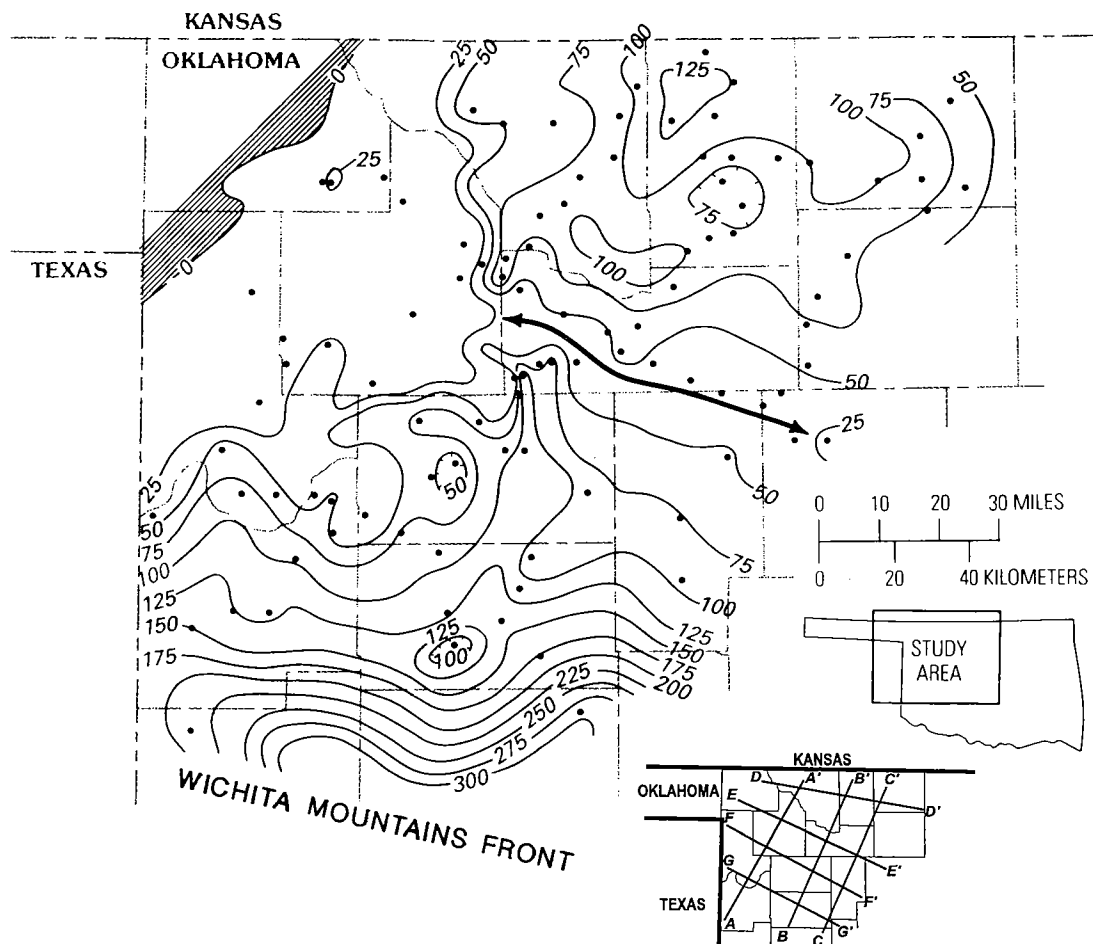 KANSAS
OKLAHOMA
TEXAS
0
0
25
25
50
75
100
125
75
100
50
75
100
50
25
50
50
75
100
125
150
175
200
25
50
75
100
125
150
175
125
100
225
250
275
300
WICHITA MOUNTAINS FRONT
0 10 20 30 MILES
0 20 40 KILOMETERS
STUDY
AREA
KANSAS
OKLAHOMA
TEXAS
D A' B' C'
E
D'
F
G
E'
F'
A B C G'